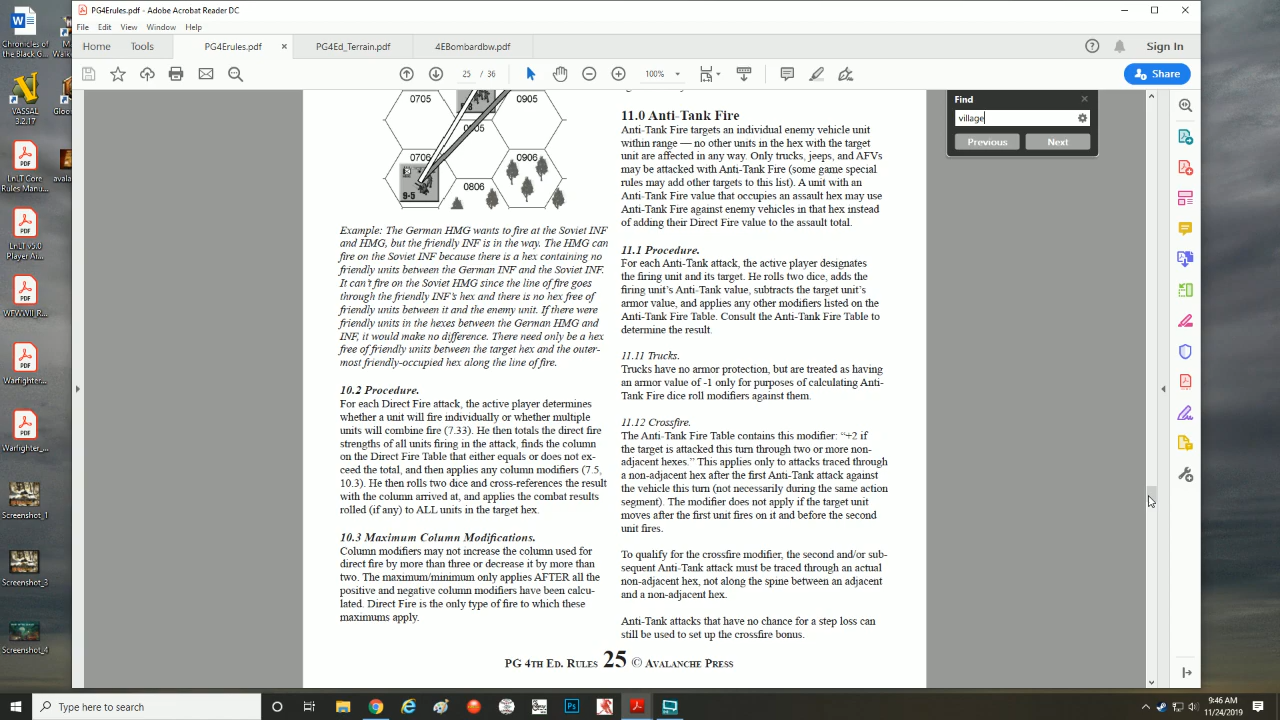 PG4Erules.pdf - Adobe Acrobat Reader DC
File Edit View Window Help
Home Tools PG4Erules.pdf × PG4Ed_Terrain.pdf 4EBombardbw.pdf Sign In
25 / 36 100% Share
Find
village
Previous Next
Chronicles of
the Black G...
VASSAL
3.2.17
LnT Core
Rules Manu...
LnLT v5.0
Player Ai...
WFWWII_R...
Warfighter...
Warfighter_...
Screenshot_1
Screenshot_3
Screenshot_4
0705 0905
0706 0906
0806
9-5
Example: The German HMG wants to fire at the Soviet INF
and HMG, but the friendly INF is in the way. The HMG can
fire on the Soviet INF because there is a hex containing no
friendly units between the German INF and the Soviet INF.
It can't fire on the Soviet HMG since the line of fire goes
through the friendly INF's hex and there is no hex free of
friendly units between it and the enemy unit. If there were
friendly units in the hexes between the German HMG and
INF, it would make no difference. There need only be a hex
free of friendly units between the target hex and the outer-
most friendly-occupied hex along the line of fire.
10.2 Procedure.
For each Direct Fire attack, the active player determines
whether a unit will fire individually or whether multiple
units will combine fire (7.33). He then totals the direct fire
strengths of all units firing in the attack, finds the column
on the Direct Fire Table that either equals or does not ex-
ceed the total, and then applies any column modifiers (7.5,
10.3). He then rolls two dice and cross-references the result
with the column arrived at, and applies the combat results
rolled (if any) to ALL units in the target hex.
10.3 Maximum Column Modifications.
Column modifiers may not increase the column used for
direct fire by more than three or decrease it by more than
two. The maximum/minimum only applies AFTER all the
positive and negative column modifiers have been calcu-
lated. Direct Fire is the only type of fire to which these
maximums apply.
11.0 Anti-Tank Fire
Anti-Tank Fire targets an individual enemy vehicle unit
within range — no other units in the hex with the target
unit are affected in any way. Only trucks, jeeps, and AFVs
may be attacked with Anti-Tank Fire (some game special
rules may add other targets to this list). A unit with an
Anti-Tank Fire value that occupies an assault hex may use
Anti-Tank Fire against enemy vehicles in that hex instead
of adding their Direct Fire value to the assault total.
11.1 Procedure.
For each Anti-Tank attack, the active player designates
the firing unit and its target. He rolls two dice, adds the
firing unit's Anti-Tank value, subtracts the target unit's
armor value, and applies any other modifiers listed on the
Anti-Tank Fire Table. Consult the Anti-Tank Fire Table to
determine the result.
11.11 Trucks.
Trucks have no armor protection, but are treated as having
an armor value of -1 only for purposes of calculating Anti-
Tank Fire dice roll modifiers against them.
11.12 Crossfire.
The Anti-Tank Fire Table contains this modifier: “+2 if
the target is attacked this turn through two or more non-
adjacent hexes.” This applies only to attacks traced through
a non-adjacent hex after the first Anti-Tank attack against
the vehicle this turn (not necessarily during the same action
segment). The modifier does not apply if the target unit
moves after the first unit fires on it and before the second
unit fires.
To qualify for the crossfire modifier, the second and/or sub-
sequent Anti-Tank attack must be traced through an actual
non-adjacent hex, not along the spine between an adjacent
and a non-adjacent hex.
Anti-Tank attacks that have no chance for a step loss can
still be used to set up the crossfire bonus.
PG 4TH ED. RULES 25 © AVALANCHE PRESS
Type here to search
9:46 AM
11/24/2019